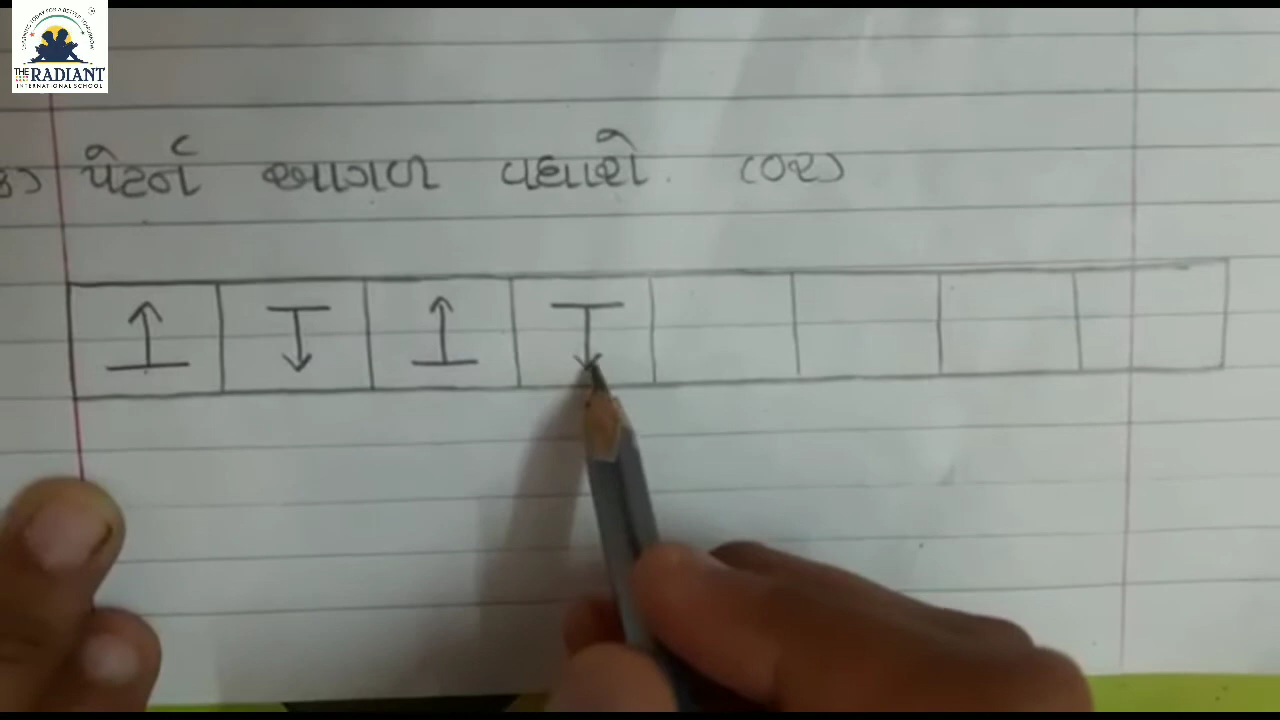 THE RADIANT
INTERNATIONAL SCHOOL
પેટર્ન આગળ વધારો. (૦૨)